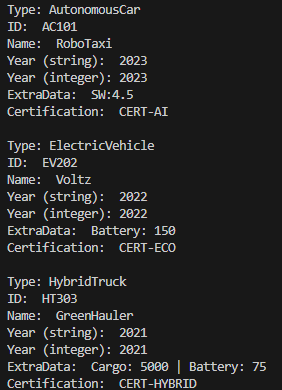 Type: AutonomousCar
ID:  AC101
Name:  RoboTaxi
Year (string):  2023
Year (integer): 2023
ExtraData:  SW:4.5
Certification:  CERT-AI

Type: ElectricVehicle
ID:  EV202
Name:  Voltz
Year (string):  2022
Year (integer): 2022
ExtraData:  Battery: 150
Certification:  CERT-ECO

Type: HybridTruck
ID:  HT303
Name:  GreenHauler
Year (string):  2021
Year (integer): 2021
ExtraData:  Cargo: 5000 | Battery: 75
Certification:  CERT-HYBRID